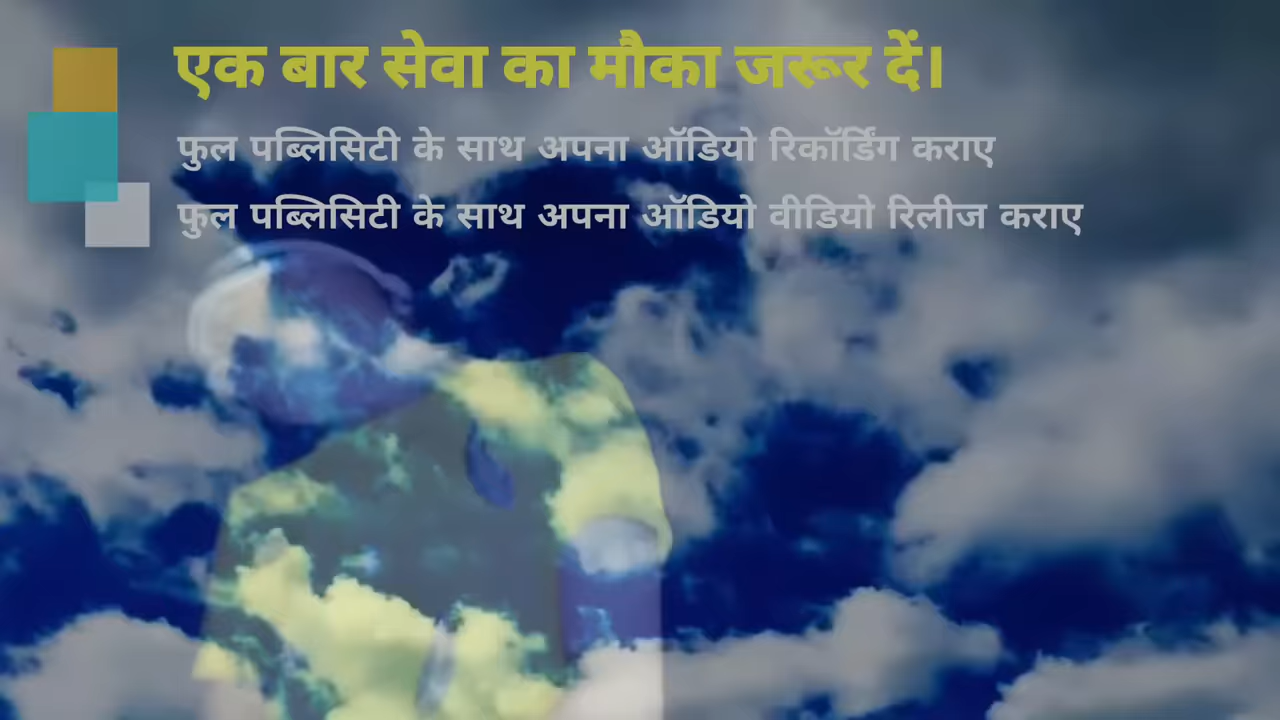 एक बार सेवा का मौका जरूर दें।
फुल पब्लिसिटी के साथ अपना ऑडियो रिकॉर्डिंग कराए
फुल पब्लिसिटी के साथ अपना ऑडियो वीडियो रिलीज कराए